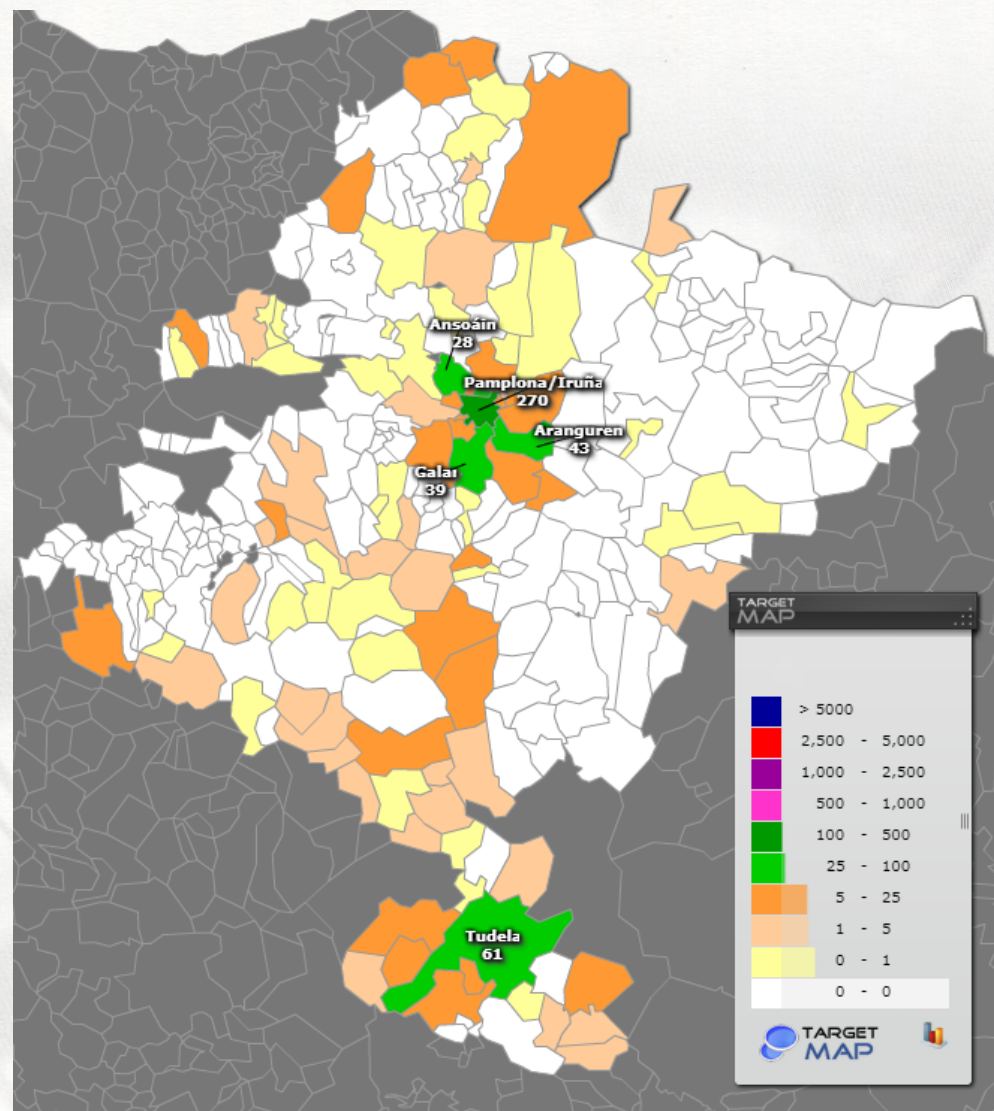 Ansoáin
28
Pamplona/Iruña
270
Aranguren
43
Galar
39
Tudela
61
TARGET
MAP
> 5000
2,500 - 5,000
1,000 - 2,500
500 - 1,000
100 - 500
25 - 100
5 - 25
1 - 5
0 - 1
0 - 0
TARGET
MAP